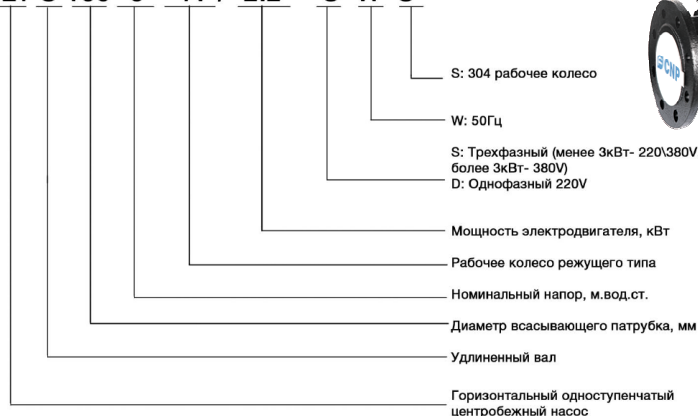 CNP
S: 304 рабочее колесо
W: 50Гц
S: Трехфазный (менее 3кВт- 220\380V
более 3кВт- 380V)
D: Однофазный 220V
Мощность электродвигателя, кВт
Рабочее колесо режущего типа
Номинальный напор, м.вод.ст.
Диаметр всасывающего патрубка, мм
Удлиненный вал
Горизонтальный одноступенчатый
центробежный насос